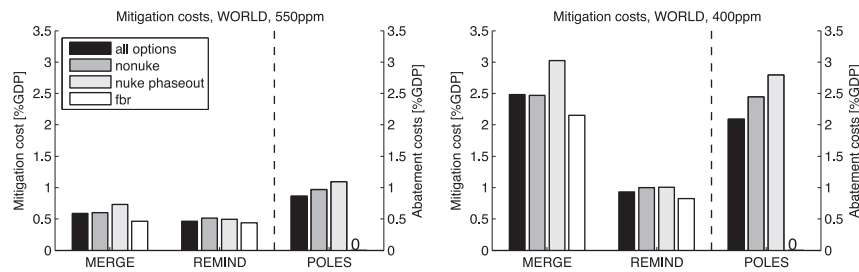 Mitigation costs, WORLD, 550ppm
3.5
3
2.5
2
1.5
1
0.5
0
Mitigation cost [%GDP]
all options
nonuke
nuke phaseout
fbr
0
MERGE
REMIND
POLES
3.5
3
2.5
2
1.5
1
0.5
0
Abatement costs [%GDP]
Mitigation costs, WORLD, 400ppm
3.5
3
2.5
2
1.5
1
0.5
0
Mitigation cost [%GDP]
0
MERGE
REMIND
POLES
3.5
3
2.5
2
1.5
1
0.5
0
Abatement costs [%GDP]